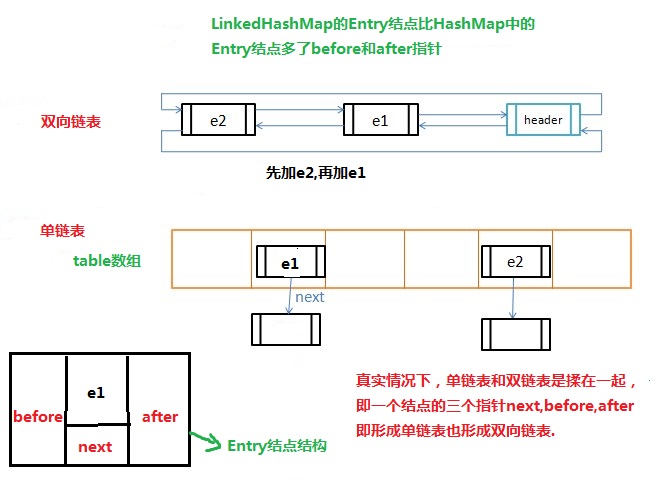 LinkedHashMap的Entry结点比HashMap中的
Entry结点多了before和after指针
双向链表
e2
e1
header
先加e2,再加e1
单链表
table数组
e1
e2
next
before
e1
after
next
Entry结点结构
真实情况下，单链表和双链表是揉在一起，
即一个结点的三个指针next,before,after
即形成单链表也形成双向链表.